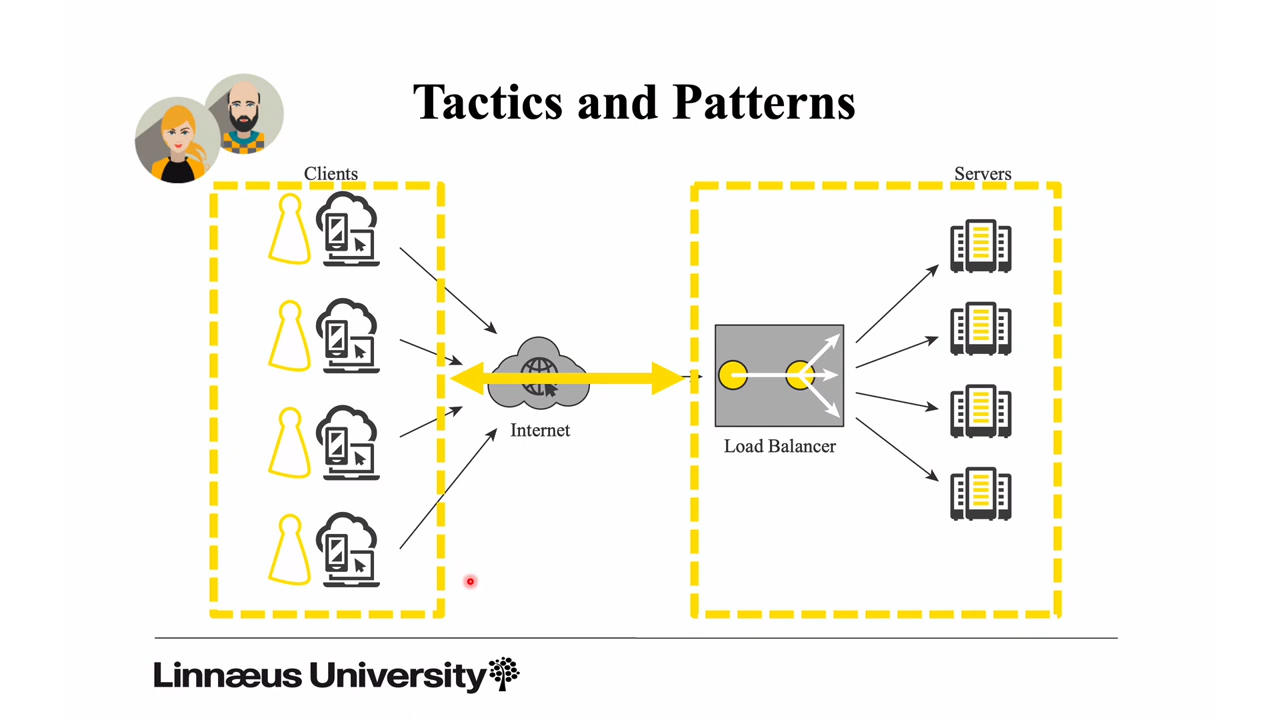 Tactics and Patterns
Clients
Servers
Internet
Load Balancer
Linnæus University